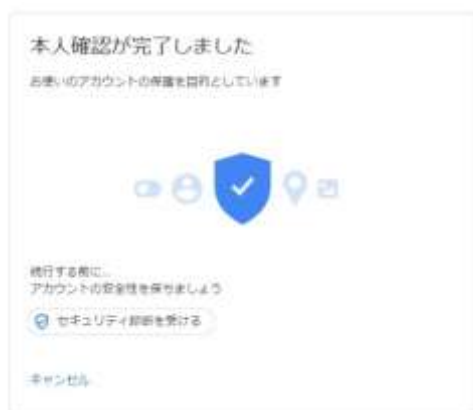 本人確認が完了しました
お使いのアカウントの保護を目的としています
続行する前に...
アカウントの安全性を保ちましょう
セキュリティ診断を受ける
キャンセル